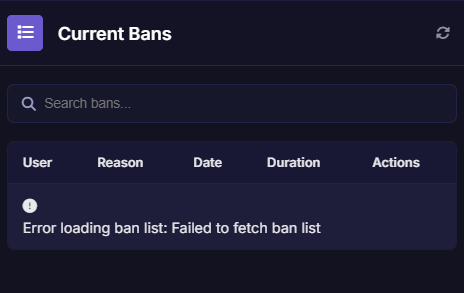 Current Bans
Search bans...
User Reason Date Duration Actions
Error loading ban list: Failed to fetch ban list